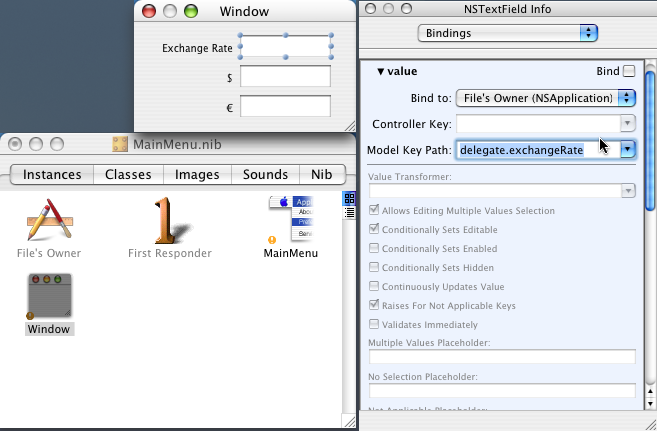 Window
Exchange Rate
$
€
MainMenu.nib
Instances
Classes
Images
Sounds
Nib
File's Owner
First Responder
MainMenu
Window
NSTextField Info
Bindings
▼ value
Bind
Bind to: File's Owner (NSApplication)
Controller Key:
Model Key Path: delegate.exchangeRate
Value Transformer:
Allows Editing Multiple Values Selection
Conditionally Sets Editable
Conditionally Sets Enabled
Conditionally Sets Hidden
Continuously Updates Value
Raises For Not Applicable Keys
Validates Immediately
Multiple Values Placeholder:
No Selection Placeholder:
Not Applicable Placeholder: